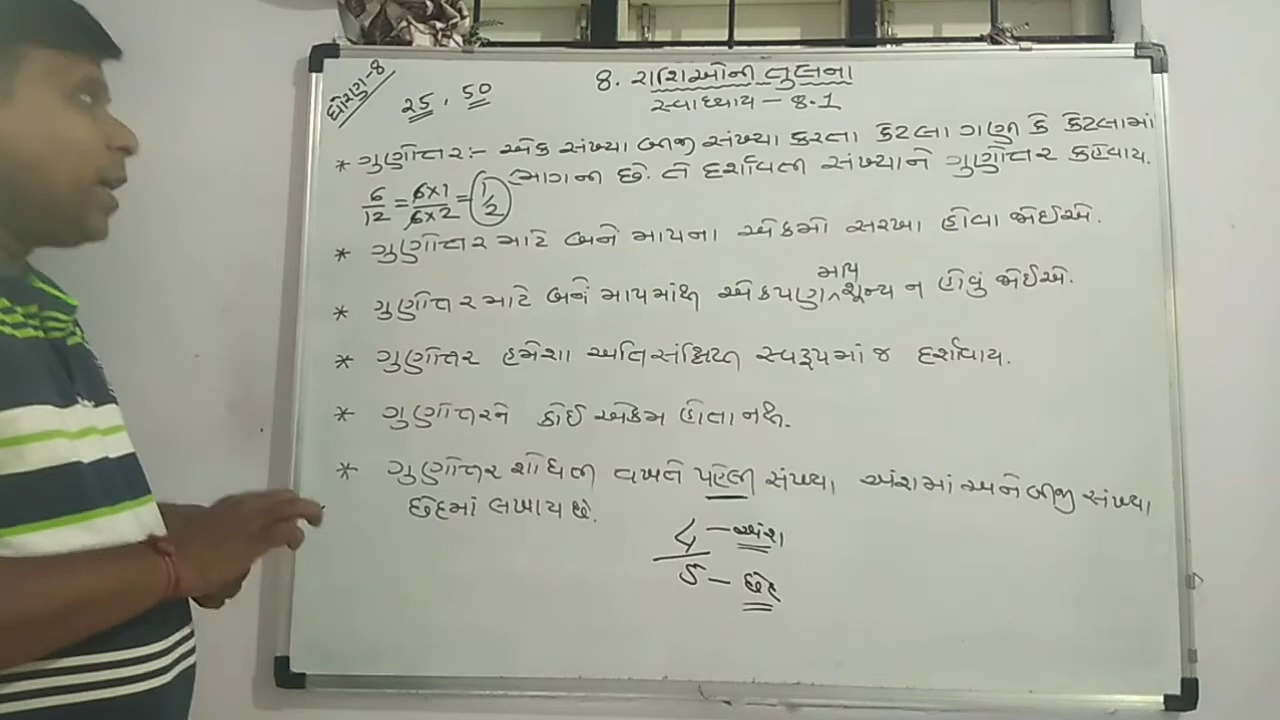 ધોરણ-8
25, 50
8. રાશિઓની તુલના
સ્વાધ્યાય - 8.1
* ગુણોત્તર:- એક સંખ્યા બીજી સંખ્યા કરતા કેટલા ગણી કે કેટલામાં
ભાગની છે. તે દર્શાવતી સંખ્યાને ગુણોત્તર કહેવાય.
6/12 = 6×1/6×2 = 1/2
* ગુણોત્તર માટે બંને માપના એકમો સરખા હોવા જોઈએ.
* ગુણોત્તર માટે બંને માપમાંથી એકપણ માપ શૂન્ય ન હોવું જોઈએ.
* ગુણોત્તર હમેશા અતિસંક્ષિપ્ત સ્વરૂપમાં જ દર્શાવાય.
* ગુણોત્તરને કોઈ એકમ હોતા નથી.
* ગુણોત્તર શોધતી વખતે પહેલી સંખ્યા અંશમાં અને બીજી સંખ્યા
છેદમાં લખાય છે.
4 - અંશ
5 - છેદ